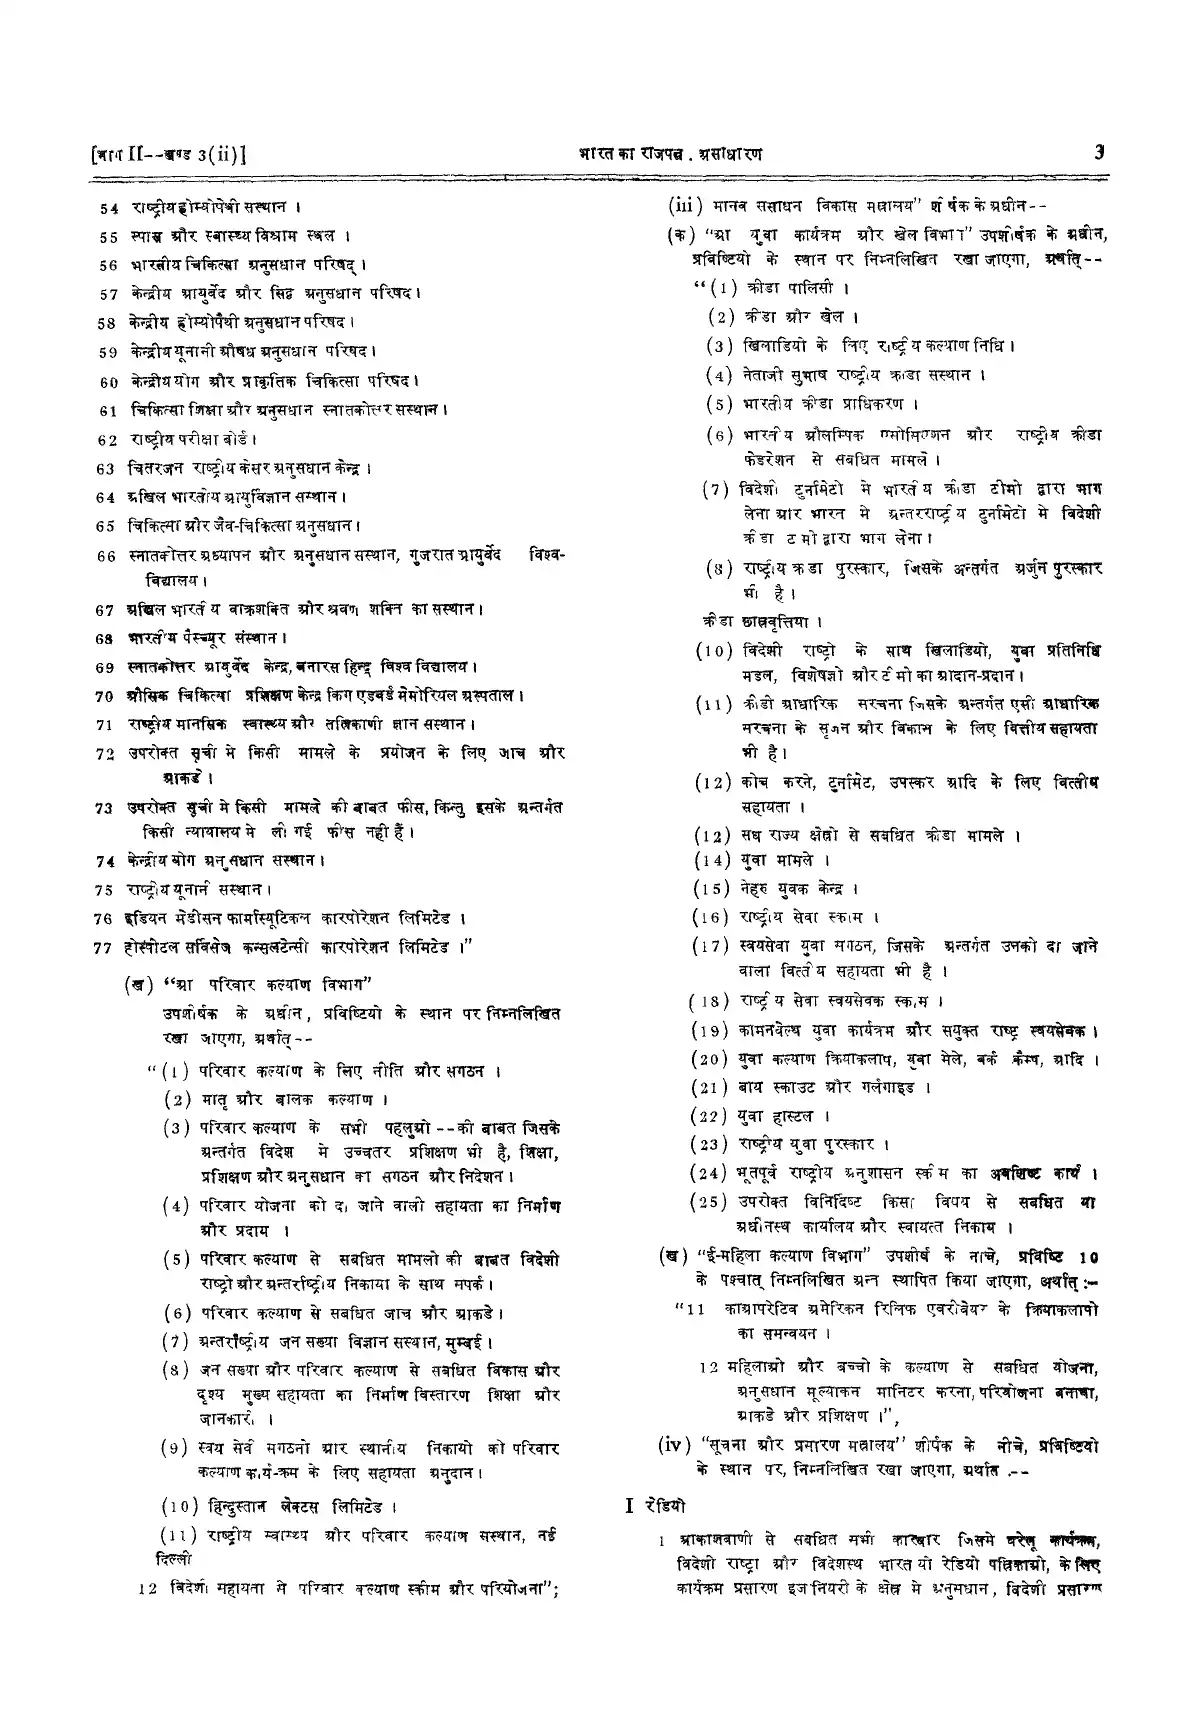 [भाग II--खण्ड 3(ii)]
भारत का राजपत्र . असाधारण
3
54 राष्ट्रीय होम्योपैथी सस्थान ।
55 स्पास और स्वास्थ्य विश्राम स्थल ।
56 भारतीय चिकित्सा अनुसधान परिषद् ।
57 केन्द्रीय आयुर्वेद और सिद्ध अनुसधान परिषद ।
58 केन्द्रीय होम्योपैथी अनुसधान परिषद ।
59 केन्द्रीय यूनानी औषध अनुसधान परिषद ।
60 केन्द्रीय योग और प्राकृतिक चिकित्सा परिषद ।
61 चिकित्सा शिक्षा और अनुसधान स्नातकोत्तर सस्थान ।
62 राष्ट्रीय परीक्षा बोर्ड ।
63 चितरजन राष्ट्रीय केसर अनुसधान केन्द्र ।
64 अखिल भारतीय आयुर्विज्ञान सस्थान ।
65 चिकित्सा और जैव-चिकित्सा अनुसधान ।
66 स्नातकोत्तर अध्यापन और अनुसधान सस्थान, गुजरात आयुर्वेद विश्व-
विद्यालय ।
67 अखिल भारतीय वाकशक्ति और श्रवण शक्ति का सस्थान ।
68 भारतीय पैस्च्यूर संस्थान ।
69 स्नातकोत्तर आयुर्वेद केन्द्र, बनारस हिन्दू विश्व विद्यालय ।
70 श्रौसिक चिकित्सा प्रशिक्षण केन्द्र किंग एडवर्ड मेमोरियल अस्पताल ।
71 राष्ट्रीय मानसिक स्वास्थ्य और तत्रिकाणी ज्ञान सस्थान ।
72 उपरोक्त सूची मे किसी मामले के प्रयोजन के लिए जाच और
आकडे ।
73 उपरोक्त सूची मे किसी मामले की बाबत फीस, किन्तु इसके अन्तर्गत
किसी न्यायालय मे ली गई फीस नही हैं ।
74 केन्द्रीय योग अनुसधान सस्थान ।
75 राष्ट्रीय यूनानी सस्थान ।
76 इंडियन मेडीसन फार्मास्यूटिकल कारपोरेशन लिमिटेड ।
77 होस्पीटल सर्विसेज कन्सलटेन्सी कारपोरेशन लिमिटेड ।”
(ख) “आ परिवार कल्याण विभाग”
उपशीर्षक के अधीन, प्रविष्टियो के स्थान पर निम्नलिखित
रखा जाएगा, अर्थात्--
“(1) परिवार कल्याण के लिए नीति और सगठन ।
(2) मातृ और बालक कल्याण ।
(3) परिवार कल्याण के सभी पहलुओ--की बाबत जिसके
अन्तर्गत विदेश मे उच्चतर प्रशिक्षण भी है, शिक्षा,
प्रशिक्षण और अनुसधान का सगठन और निदेशन ।
(4) परिवार योजना को दी जाने वाली सहायता का निर्माण
और प्रदाय ।
(5) परिवार कल्याण से सबधित मामलो की बाबत विदेशी
राष्ट्रो और अन्तर्राष्ट्रीय निकाया के साथ सपर्क ।
(6) परिवार कल्याण से सबधित जाच और आकडे ।
(7) अन्तर्राष्ट्रीय जन सख्या विज्ञान सस्थान, मुम्बई ।
(8) जन सख्या और परिवार कल्याण से सबधित विकास और
दृश्य मुख्य सहायता का निर्माण विस्तारण शिक्षा और
जानकारी ।
(9) स्वय सेवी सगठनो आर स्थानीय निकायो को परिवार
कल्याण कार्य-क्रम के लिए सहायता अनुदान ।
(10) हिन्दुस्तान लेक्टस लिमिटेड ।
(11) राष्ट्रीय स्वास्थ्य और परिवार कल्याण सस्थान, नई
दिल्ली
12 विदेशी सहायता से परिवार कल्याण स्कीम और परियोजना”;
(iii) मानव ससाधन विकास मत्रालय” शीर्षक के अधीन--
(क) “आ युवा कार्यक्रम और खेल विभाग” उपशीर्षक के अधीन,
प्रविष्टियो के स्थान पर निम्नलिखित रखा जाएगा, अर्थात्--
“(1) क्रीडा पालिसी ।
(2) क्रीडा और खेल ।
(3) खिलाडियो के लिए राष्ट्रीय कल्याण निधि ।
(4) नेताजी सुभाष राष्ट्रीय क्रीडा सस्थान ।
(5) भारतीय क्रीडा प्राधिकरण ।
(6) भारतीय औलम्पिक एसोसिएशन और राष्ट्रीय क्रीडा
फेडरेशन से सबधित मामले ।
(7) विदेशी टुर्नामेटो मे भारतीय क्रीडा टीमो द्वारा भाग
लेना आर भारत मे अन्तरराष्ट्रीय टुर्नामेटो मे विदेशी
क्रीडा टीमो द्वारा भाग लेना ।
(8) राष्ट्रीय क्रीडा पुरस्कार, जिसके अन्तर्गत अर्जुन पुरस्कार
भी है ।
क्रीडा छात्रवृत्तिया ।
(10) विदेशी राष्ट्रो के साथ खिलाडियो, युवा प्रतिनिधि
मडल, विशेषज्ञो और टीमो का आदान-प्रदान ।
(11) क्रीडी आधारिक सरचना जिसके अन्तर्गत एसी आधारिक
सरचना के सृजन और विकास के लिए वित्तीय सहायता
भी है ।
(12) कोच करने, टुर्नामेट, उपस्कर आदि के लिए वित्तीय
सहायता ।
(12) सध राज्य क्षेत्रो से सबधित क्रीडा मामले ।
(14) युवा मामले ।
(15) नेहरु युवक केन्द्र ।
(16) राष्ट्रीय सेवा स्कीम ।
(17) स्वयसेवा युवा सगठन, जिसके अन्तर्गत उनको दी जाने
वाला वित्तीय सहायता भी है ।
(18) राष्ट्रीय सेवा स्वयसेवक स्कीम ।
(19) कामनवेल्थ युवा कार्यक्रम और सयुक्त राष्ट्र स्वयसेवक ।
(20) युवा कल्याण क्रियाकलाप, युवा मेले, वर्क कैम्प, आदि ।
(21) बाय स्काउट और गर्लगाइड ।
(22) युवा हास्टल ।
(23) राष्ट्रीय युवा पुरस्कार ।
(24) भूतपूर्व राष्ट्रीय अनुशासन स्कीम का अवशिष्ट कार्य ।
(25) उपरोक्त विनिर्दिष्ट किसी विषय से सबधित या
अधीनस्थ कार्यालय और स्वायत्त निकाय ।
(ख) “ई-महिला कल्याण विभाग” उपशीर्ष के नाचे, प्रविष्टि 10
के पश्चात् निम्नलिखित अन्त स्थापित किया जाएगा, अर्थात् :-
“11 काआपरेटिव अमेरिकन रिलिफ एवरीवेयर के क्रियाकलापो
का समन्वयन ।
12 महिलाओ और बच्चो के कल्याण से सबधित योजना,
अनुसधान मूल्याकन मानिटर करना, परियोजना बनाना,
आकडे और प्रशिक्षण ।”,
(iv) “सूचना और प्रसारण मत्रालय” शीर्षक के नीचे, प्रविष्टियो
के स्थान पर, निम्नलिखित रखा जाएगा, अर्थात .--
I रेडियो
1 आकाशवाणी से सबधित सभी कारबार जिसमे घरेलू कार्यक्रम,
विदेशी राष्ट्रा और विदेशस्थ भारतीयो रेडियो पत्रिकाओ, के लिए
कार्यक्रम प्रसारण इजीनियरी के क्षेत्र मे अनुसधान, विदेशी प्रसारण